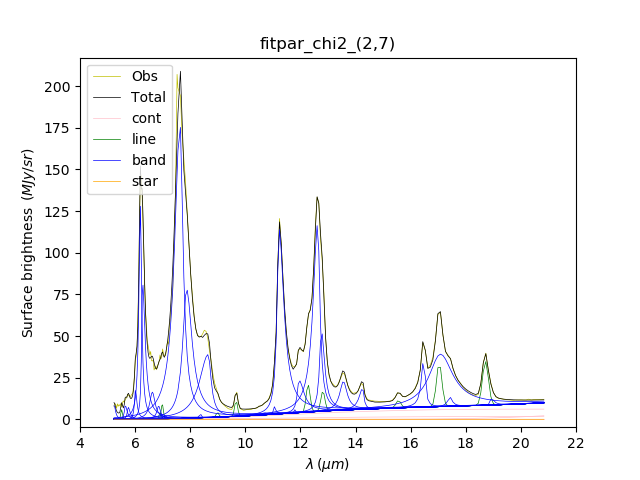 fitpar_chi2_(2,7)
Surface brightness (MJy/sr)
200
175
150
125
100
75
50
25
0
Obs
Total
cont
line
band
star
4 6 8 10 12 14 16 18 20 22
λ (μm)